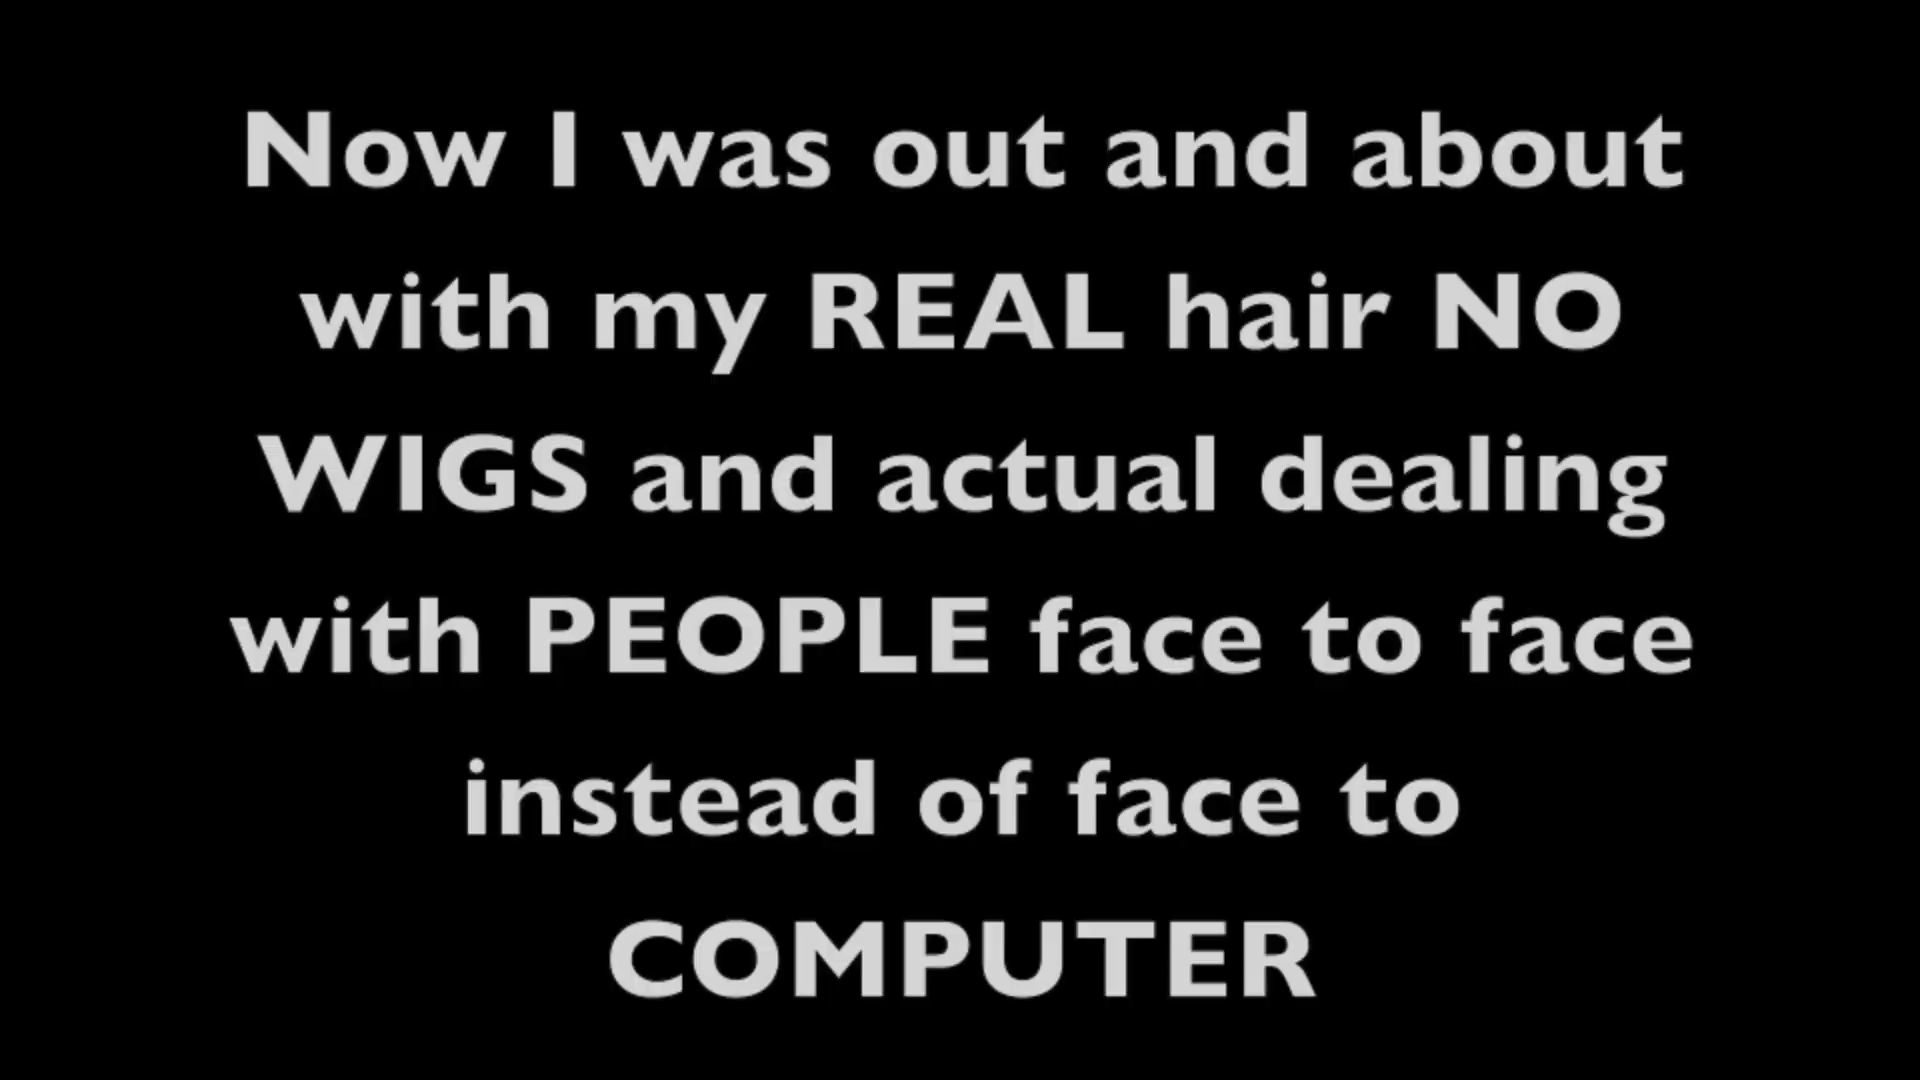 Now I was out and about
with my REAL hair NO
WIGS and actual dealing
with PEOPLE face to face
instead of face to
COMPUTER